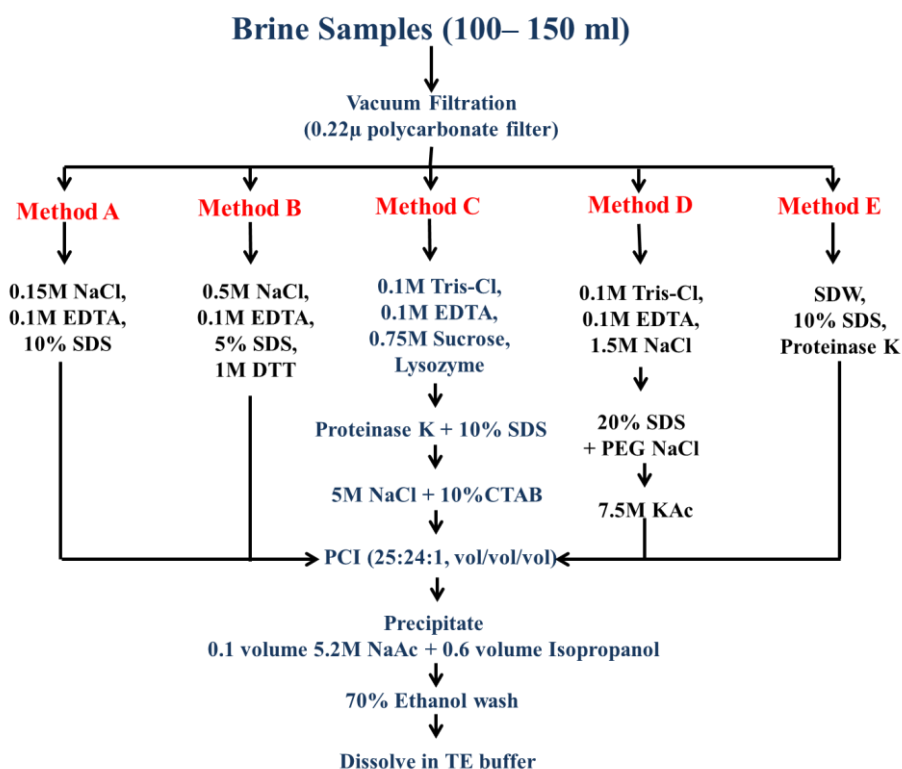 Brine Samples (100– 150 ml)
Vacuum Filtration
(0.22µ polycarbonate filter)
Method A
Method B
Method C
Method D
Method E
0.15M NaCl,
0.1M EDTA,
10% SDS
0.5M NaCl,
0.1M EDTA,
5% SDS,
1M DTT
0.1M Tris-Cl,
0.1M EDTA,
0.75M Sucrose,
Lysozyme
Proteinase K + 10% SDS
5M NaCl + 10%CTAB
0.1M Tris-Cl,
0.1M EDTA,
1.5M NaCl
20% SDS
+ PEG NaCl
7.5M KAc
SDW,
10% SDS,
Proteinase K
PCI (25:24:1, vol/vol/vol)
Precipitate
0.1 volume 5.2M NaAc + 0.6 volume Isopropanol
70% Ethanol wash
Dissolve in TE buffer